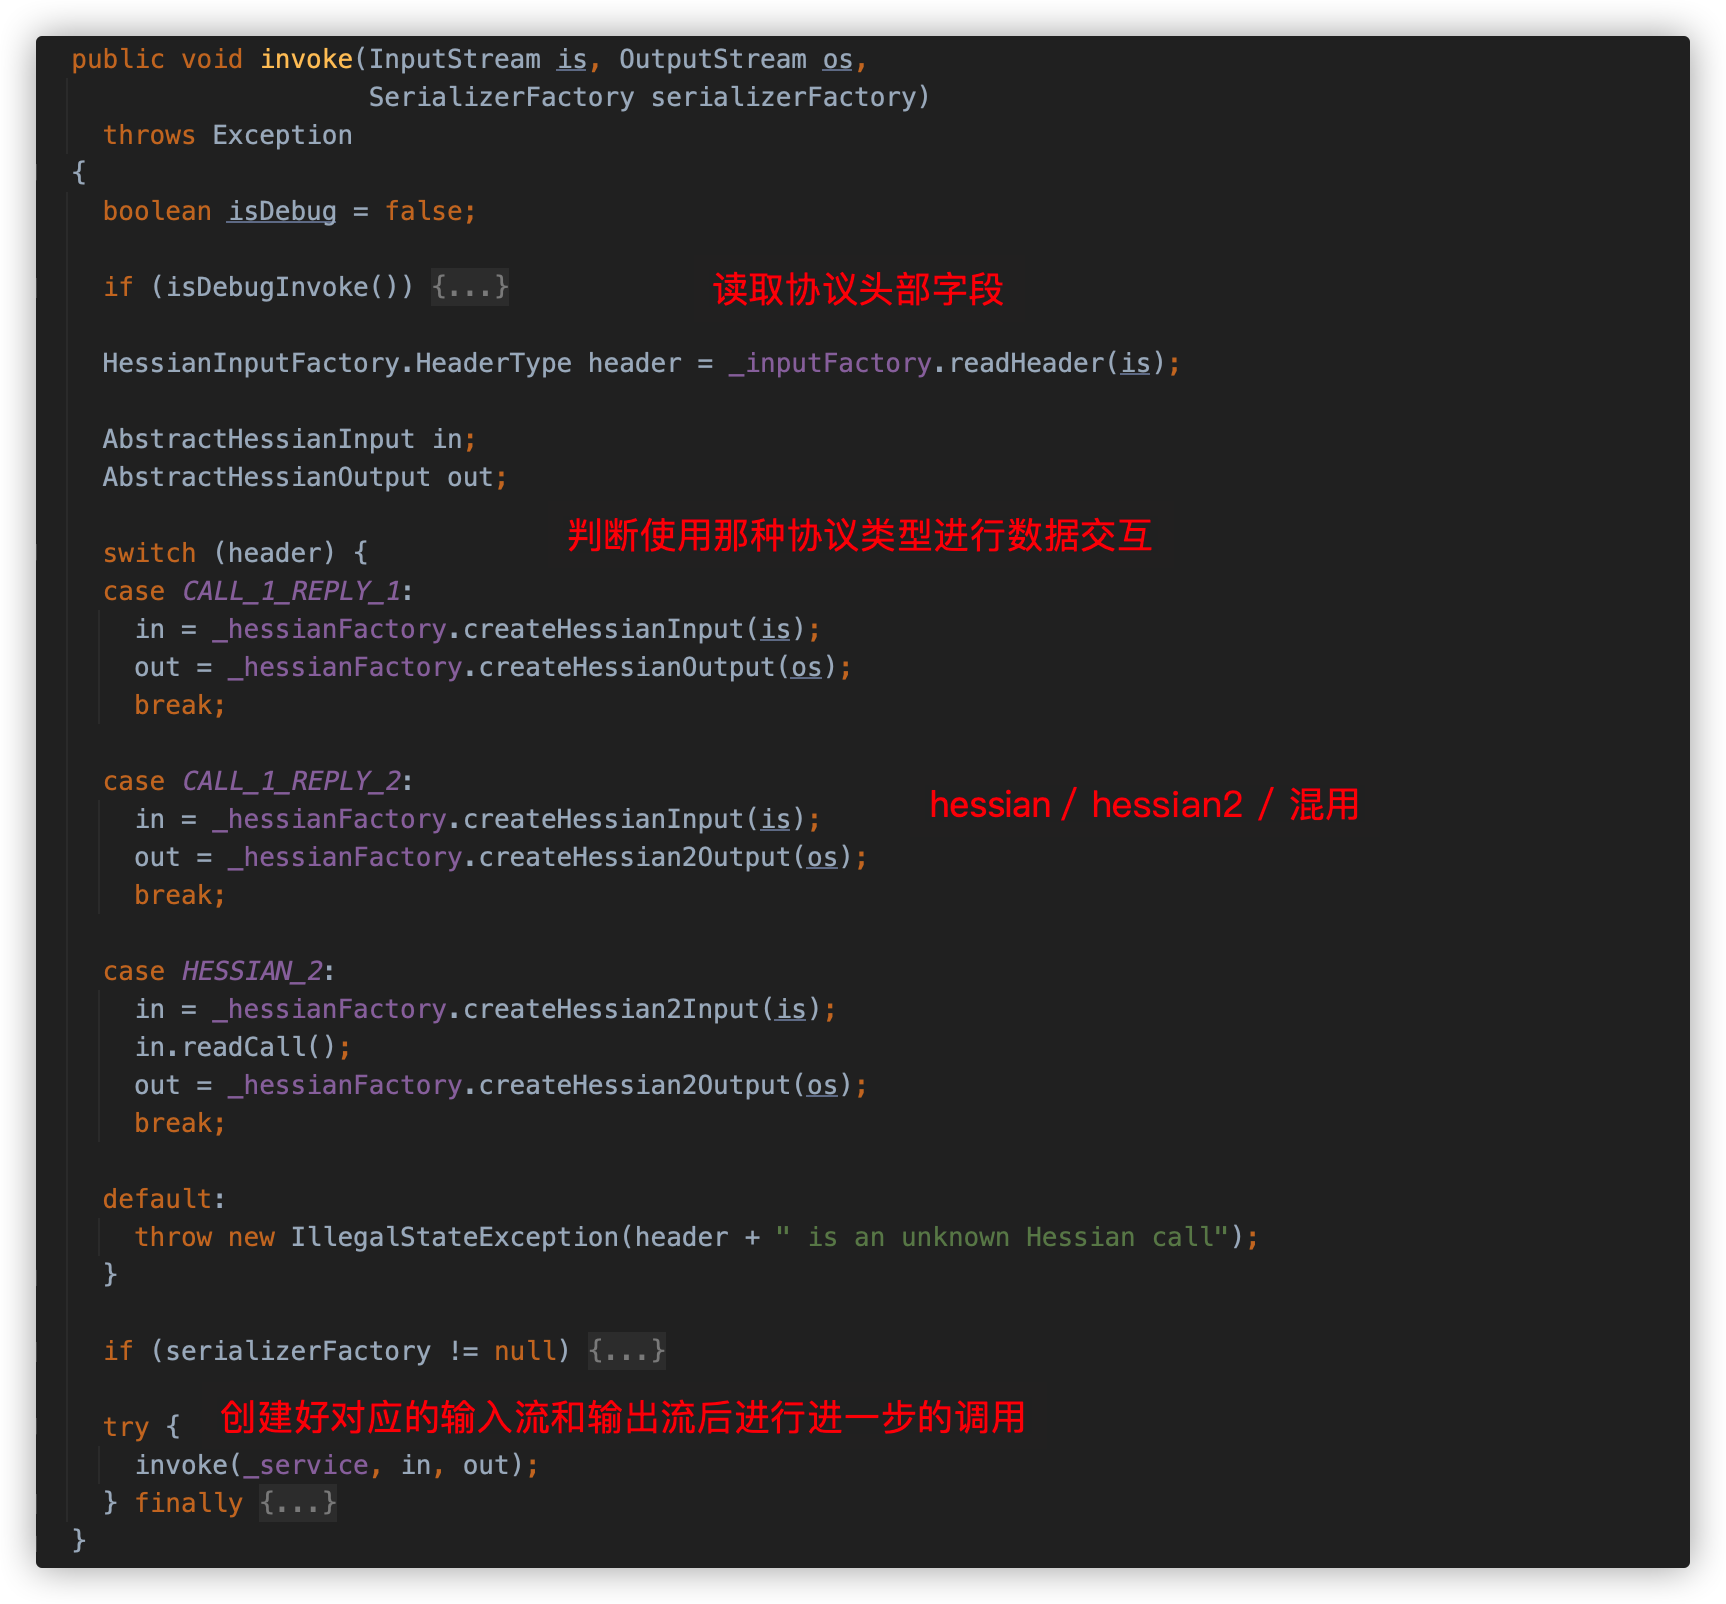 public void invoke(InputStream is, OutputStream os,
SerializerFactory serializerFactory)
throws Exception
{
boolean isDebug = false;
if (isDebugInvoke()) {...}
读取协议头部字段
HessianInputFactory.HeaderType header = _inputFactory.readHeader(is);
AbstractHessianInput in;
AbstractHessianOutput out;
判断使用那种协议类型进行数据交互
switch (header) {
case CALL_1_REPLY_1:
in = _hessianFactory.createHessianInput(is);
out = _hessianFactory.createHessianOutput(os);
break;
case CALL_1_REPLY_2:
hessian / hessian2 / 混用
in = _hessianFactory.createHessianInput(is);
out = _hessianFactory.createHessian2Output(os);
break;
case HESSIAN_2:
in = _hessianFactory.createHessian2Input(is);
in.readCall();
out = _hessianFactory.createHessian2Output(os);
break;
default:
throw new IllegalStateException(header + " is an unknown Hessian call");
}
if (serializerFactory != null) {...}
try {
创建好对应的输入流和输出流后进行进一步的调用
invoke(_service, in, out);
} finally {...}
}